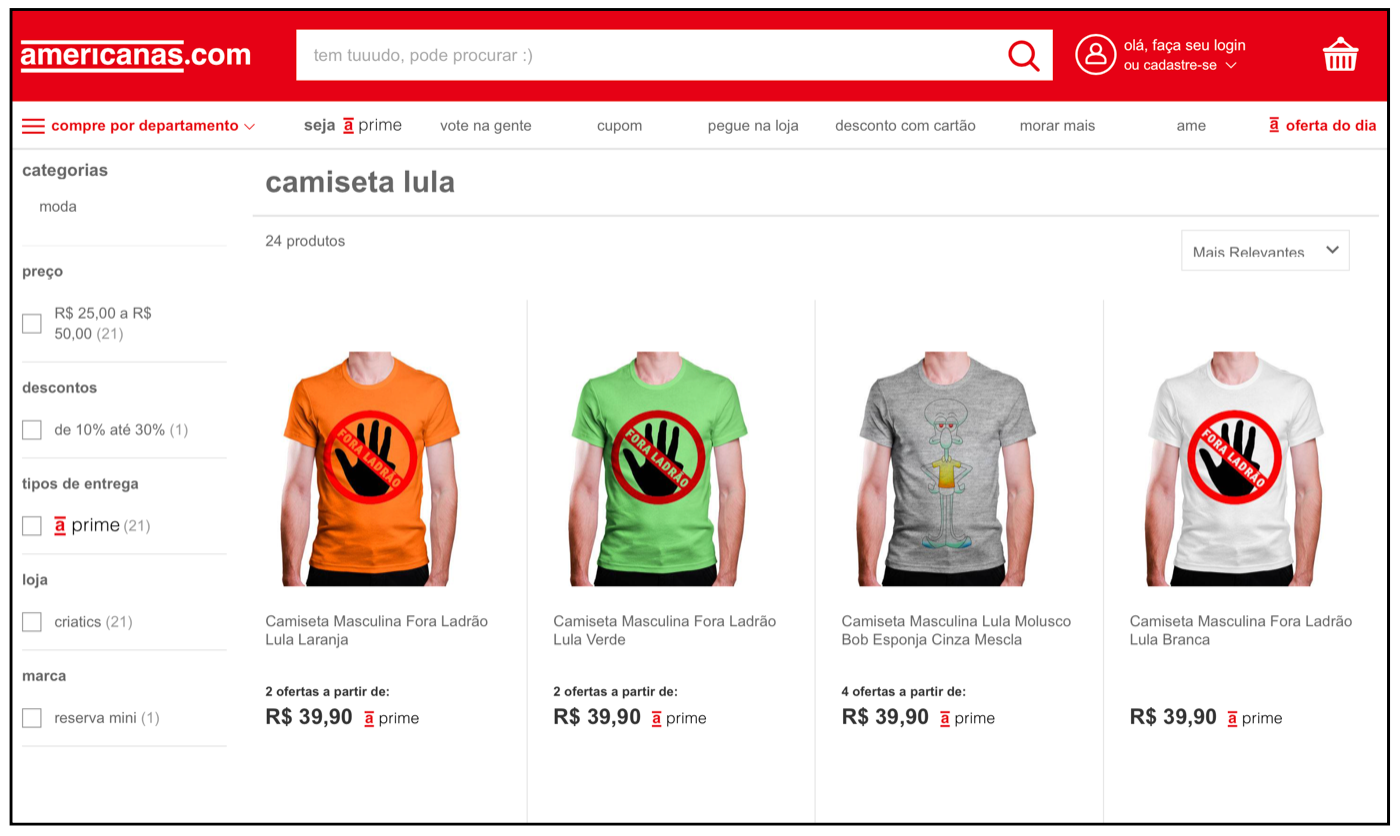 americanas.com
tem tuuudo, pode procurar :)
olá, faça seu login
ou cadastre-se
compre por departamento
seja a prime
vote na gente
cupom
pegue na loja
desconto com cartão
morar mais
ame
a oferta do dia
categorias
moda
preço
R$ 25,00 a R$
50,00 (21)
descontos
de 10% até 30% (1)
tipos de entrega
a prime (21)
loja
criatics (21)
marca
reserva mini (1)
camiseta lula
24 produtos
Mais Relevantes
FORA LADRÃO
Camiseta Masculina Fora Ladrão
Lula Laranja
2 ofertas a partir de:
R$ 39,90 a prime
FORA LADRÃO
Camiseta Masculina Fora Ladrão
Lula Verde
2 ofertas a partir de:
R$ 39,90 a prime
Camiseta Masculina Lula Molusco
Bob Esponja Cinza Mescla
4 ofertas a partir de:
R$ 39,90 a prime
FORA LADRÃO
Camiseta Masculina Fora Ladrão
Lula Branca
R$ 39,90 a prime